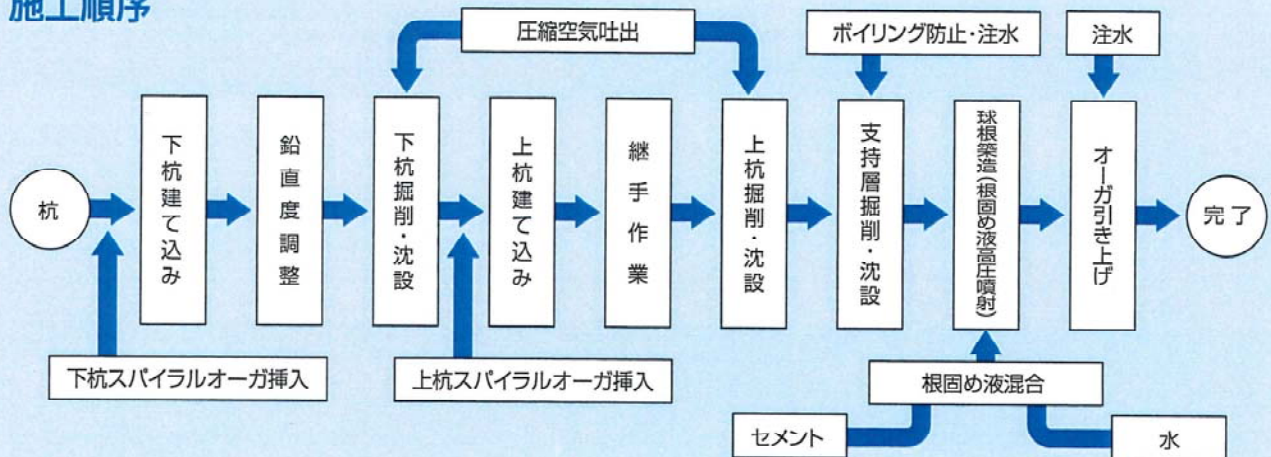 施工順序
圧縮空気吐出
ボイリング防止・注水
注水
杭
下杭建て込み
鉛直度調整
下杭掘削・沈設
上杭建て込み
継手作業
上杭掘削・沈設
支持層掘削・沈設
球根築造(根固め液高圧噴射)
オーガ引き上げ
完了
下杭スパイラルオーガ挿入
上杭スパイラルオーガ挿入
根固め液混合
セメント
水